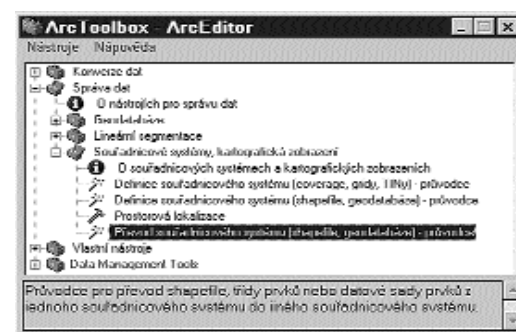 ArcToolbox - ArcEditor
Nástroje Nápověda
Konverze dat
Správa dat
O nástrojích pro správu dat
Geodatabáze
Lineární segmentace
Souřadnicové systémy, kartografická zobrazení
O souřadnicových systémech a kartografických zobrazeních
Definice souřadnicového systému (coverage, gridy, TINy) - průvodce
Definice souřadnicového systému (shapefile, geodatabáze) - průvodce
Prostorová lokalizace
Převod souřadnicového systému (shapefile, geodatabáze) - průvodce
Vlastní nástroje
Data Management Tools
Průvodce pro převod shapefile, třídy prvků nebo datové sady prvků z
jednoho souřadnicového systému do jiného souřadnicového systému.